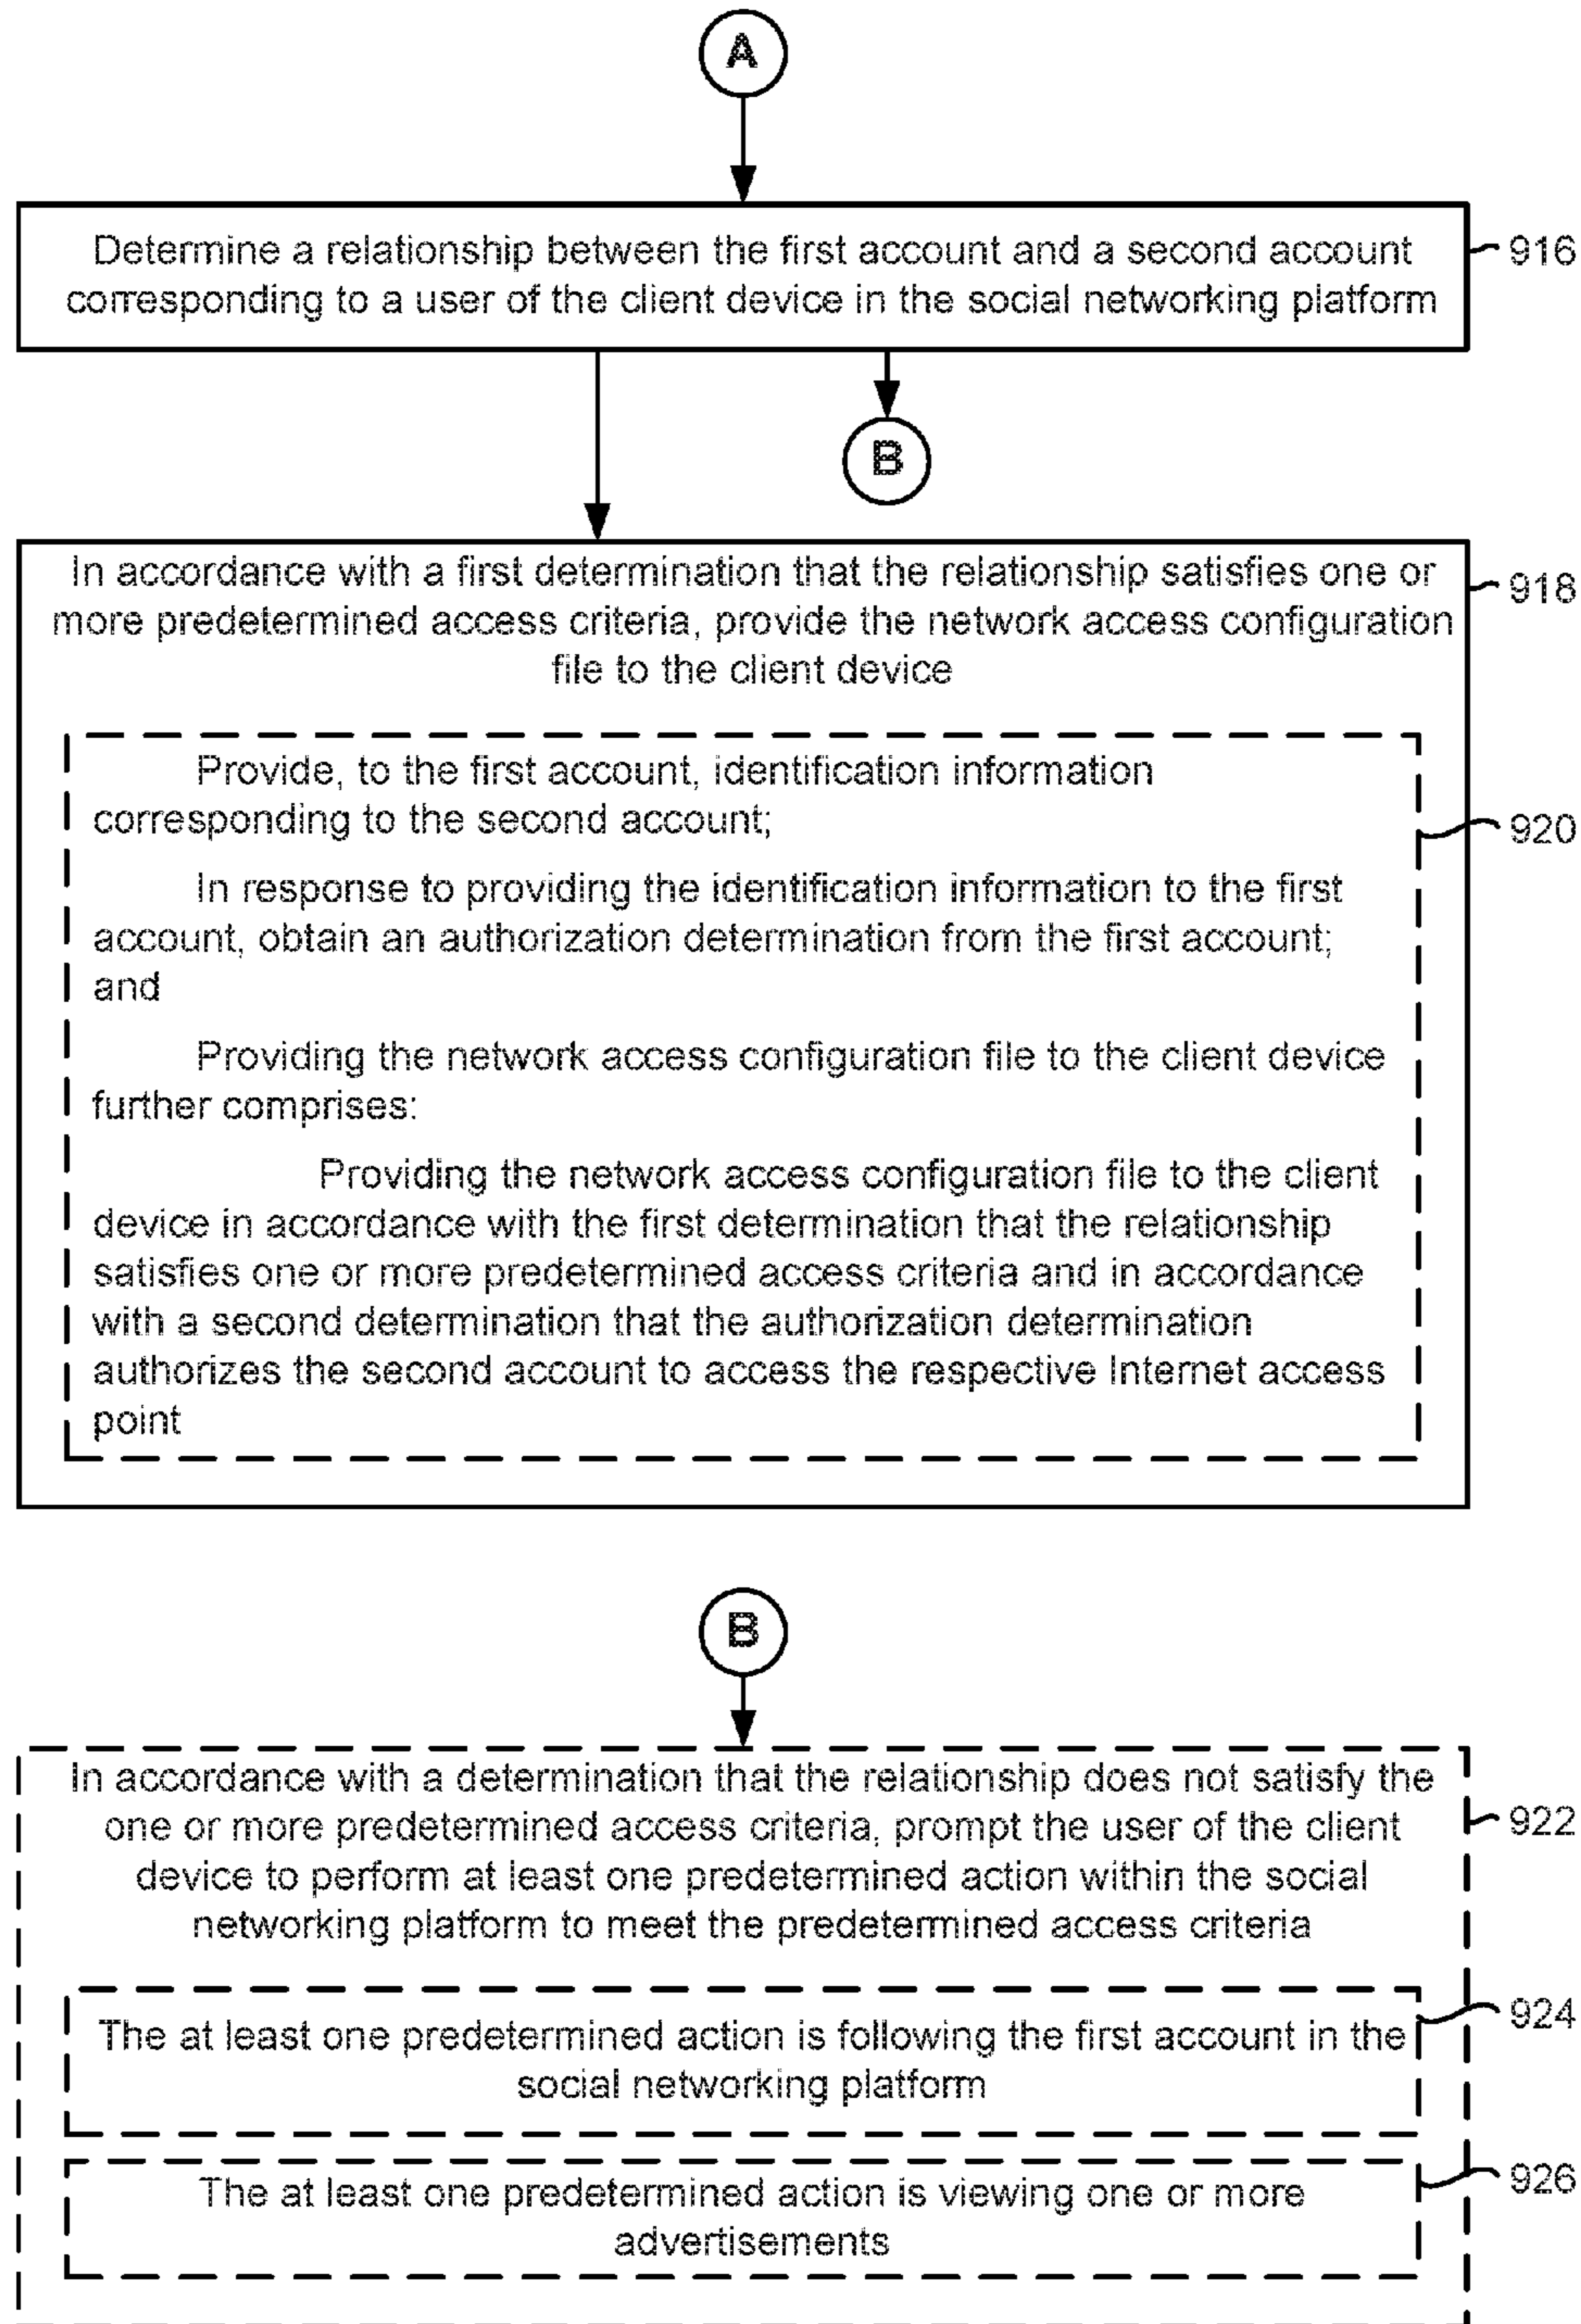 A
Determine a relationship between the first account and a second account
corresponding to a user of the client device in the social networking platform
916
B
In accordance with a first determination that the relationship satisfies one or
more predetermined access criteria, provide the network access configuration
file to the client device
918
Provide, to the first account, identification information
corresponding to the second account;
920
In response to providing the identification information to the first
account, obtain an authorization determination from the first account;
and
Providing the network access configuration file to the client device
further comprises:
Providing the network access configuration file to the client
device in accordance with the first determination that the relationship
satisfies one or more predetermined access criteria and in accordance
with a second determination that the authorization determination
authorizes the second account to access the respective Internet access
point
B
In accordance with a determination that the relationship does not satisfy the
one or more predetermined access criteria, prompt the user of the client
device to perform at least one predetermined action within the social
networking platform to meet the predetermined access criteria
922
The at least one predetermined action is following the first account in the
social networking platform
924
The at least one predetermined action is viewing one or more
advertisements
926